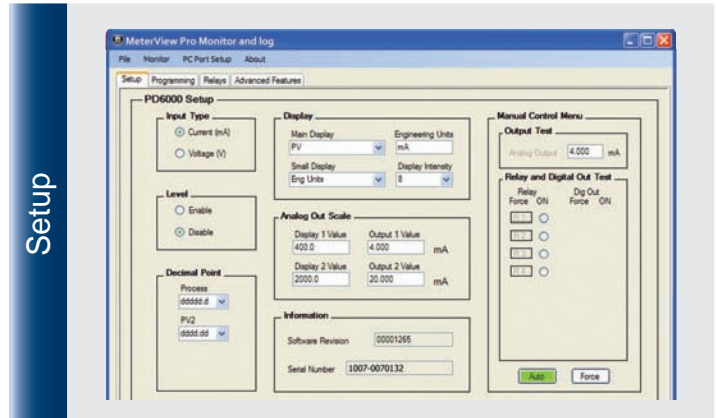 Setup
MeterView Pro Monitor and log
File Monitor PC Port Setup About
Setup Programming Relays Advanced Features
PD6000 Setup
Input Type
Current (mA)
Voltage (V)
Level
Enable
Disable
Decimal Point
Process
ddddd.d
PV2
dddd.dd
Display
Main Display Engineering Units
PV mA
Small Display Display Intensity
Eng Units 8
Analog Out Scale
Display 1 Value Output 1 Value
400.0 4.000 mA
Display 2 Value Output 2 Value
2000.0 20.000 mA
Information
Software Revision 00001265
Serial Number 1007-0070132
Manual Control Menu
Output Test
Analog Output 4.000 mA
Relay and Digital Out Test
Relay Dig Out
Force ON Force ON
R 1
R 2
R 3
R 4
Auto Force